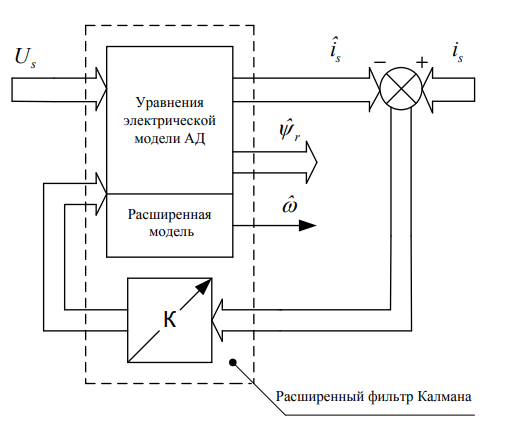 U_s
î_s
−
+
i_s
Уравнения
электрической
модели АД
ψ̂_r
Расширенная
модель
ω̂
К
Расширенный фильтр Калмана